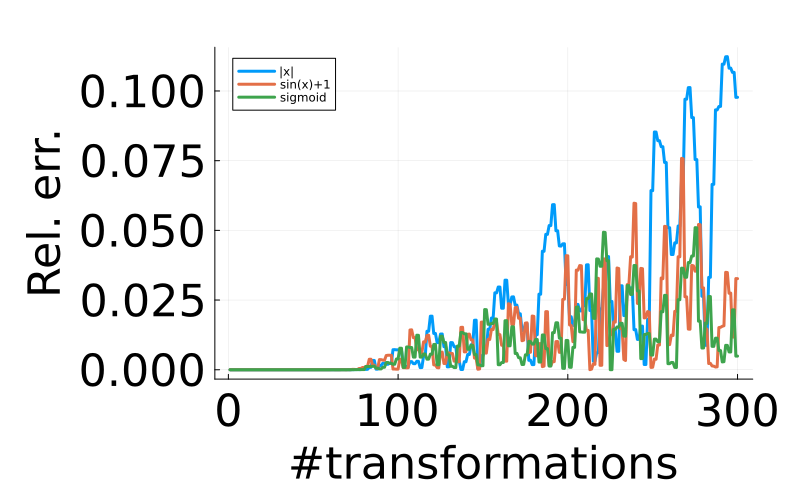 |x|
sin(x)+1
sigmoid
Rel. err.
0.100
0.075
0.050
0.025
0.000
0 100 200 300
#transformations